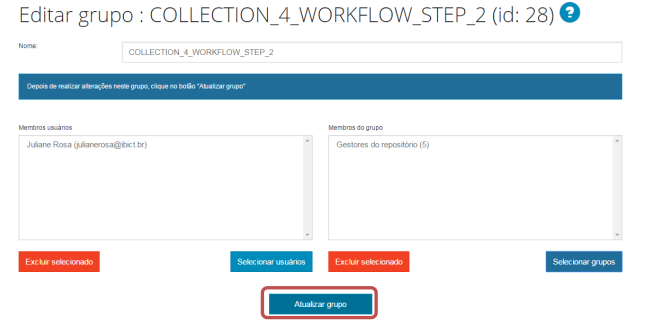 Editar grupo : COLLECTION_4_WORKFLOW_STEP_2 (id: 28) ?
Nome:
COLLECTION_4_WORKFLOW_STEP_2
Depois de realizar alterações neste grupo, clique no botão "Atualizar grupo"
Membros usuários
Membros do grupo
Juliane Rosa (julianerosa@ibict.br)
Gestores do repositório (5)
Excluir selecionado
Selecionar usuários
Excluir selecionado
Selecionar grupos
Atualizar grupo